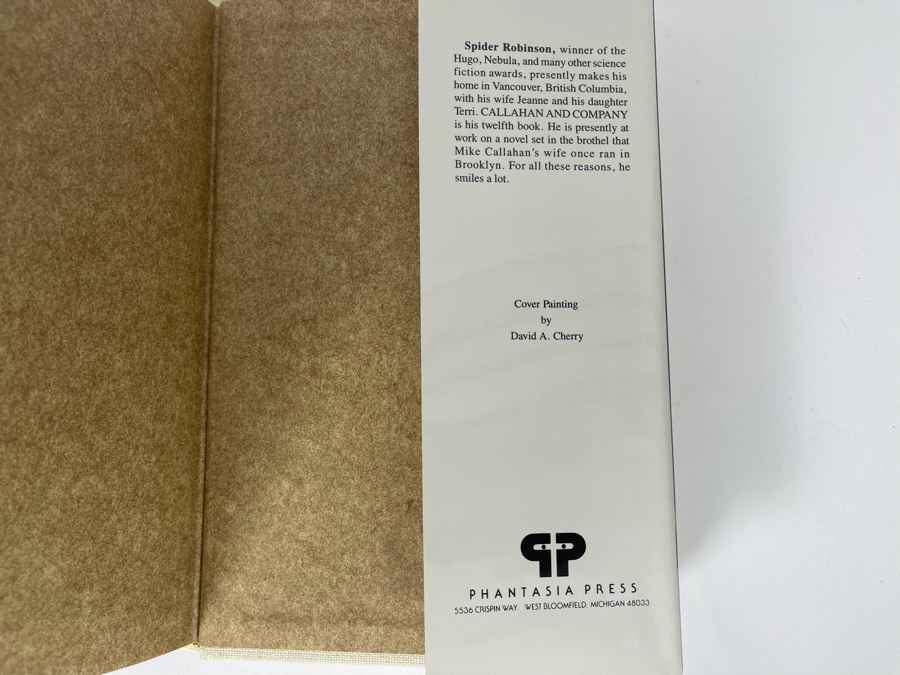 Spider Robinson, winner of the
Hugo, Nebula, and many other science
fiction awards, presently makes his
home in Vancouver, British Columbia,
with his wife Jeanne and his daughter
Terri. CALLAHAN AND COMPANY
is his twelfth book. He is presently at
work on a novel set in the brothel that
Mike Callahan's wife once ran in
Brooklyn. For all these reasons, he
smiles a lot.
Cover Painting
by
David A. Cherry
PHANTASIA PRESS
5536 CRISPIN WAY, WEST BLOOMFIELD, MICHIGAN 48033